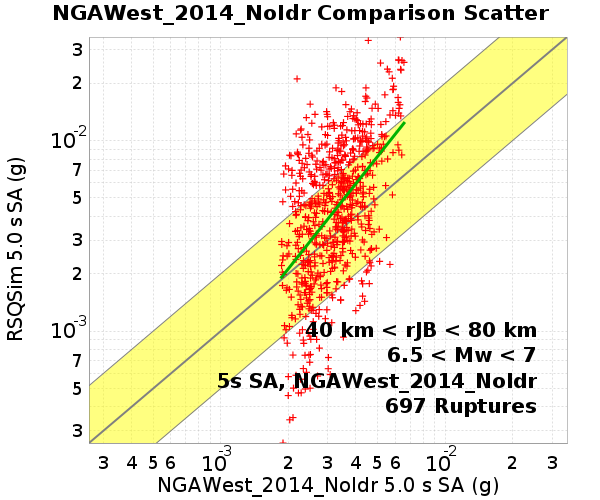 NGAWest_2014_NoIdr Comparison Scatter
RSQSim 5.0 s SA (g)
3
2
10-2
7
5
3
2
10-3
7
5
3
40 km < rJB < 80 km
6.5 < Mw < 7
5s SA, NGAWest_2014_NoIdr
697 Ruptures
3 4 5 6 10-3 2 3 4 5 6 10-2 2 3
NGAWest_2014_NoIdr 5.0 s SA (g)